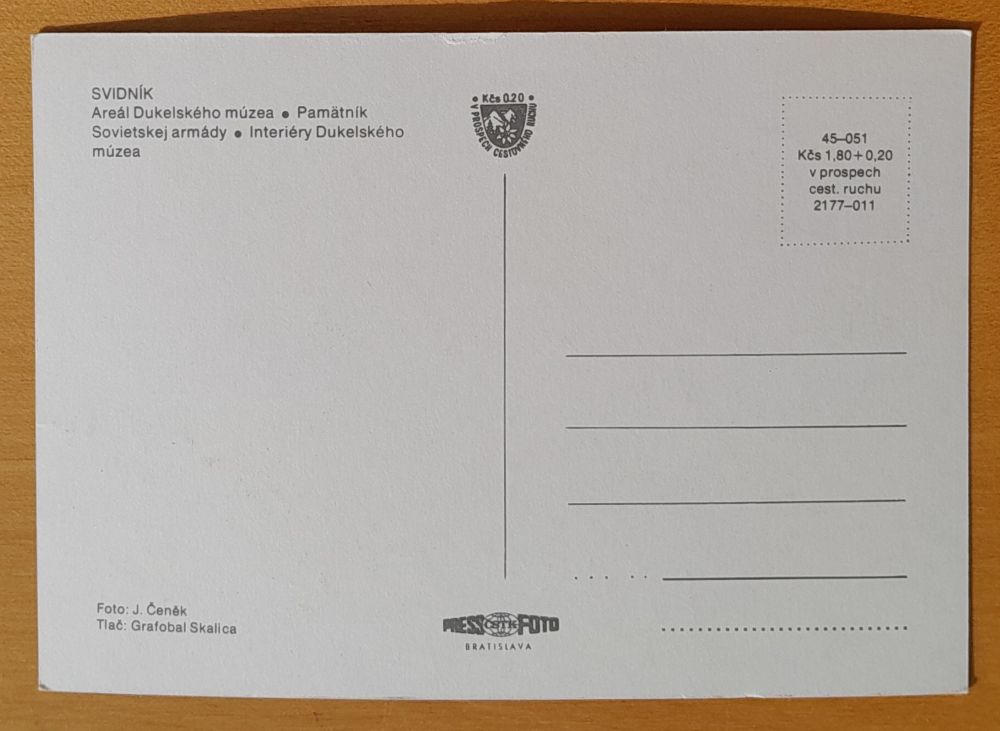 SVIDNÍK
Areál Dukelského múzea ● Pamätník
Sovietskej armády ● Interiéry Dukelského
múzea
• Kčs 0,20 •
V PROSPECH CESTOVNÉHO RUCHU
45–051
Kčs 1,80+0,20
v prospech
cest. ruchu
2177–011
Foto: J. Čeněk
Tlač: Grafobal Skalica
PRESS ČSTK FOTO
BRATISLAVA